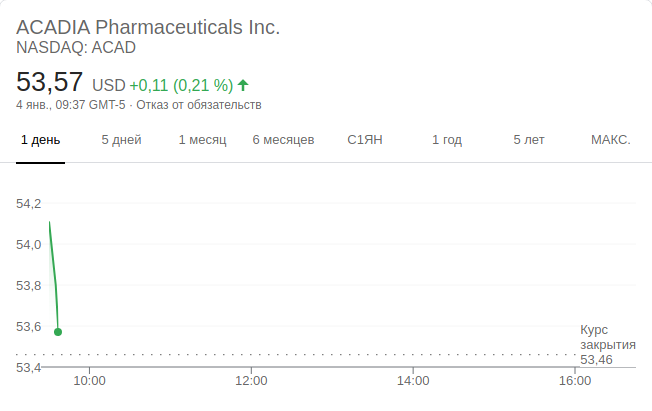 ACADIA Pharmaceuticals Inc.
NASDAQ: ACAD
53,57 USD +0,11 (0,21 %)
4 янв., 09:37 GMT-5 · Отказ от обязательств
1 день 5 дней 1 месяц 6 месяцев С1ЯН 1 год 5 лет МАКС.
54,2
54,0
53,8
53,6
53,4
Курс
закрытия
53,46
10:00 12:00 14:00 16:00